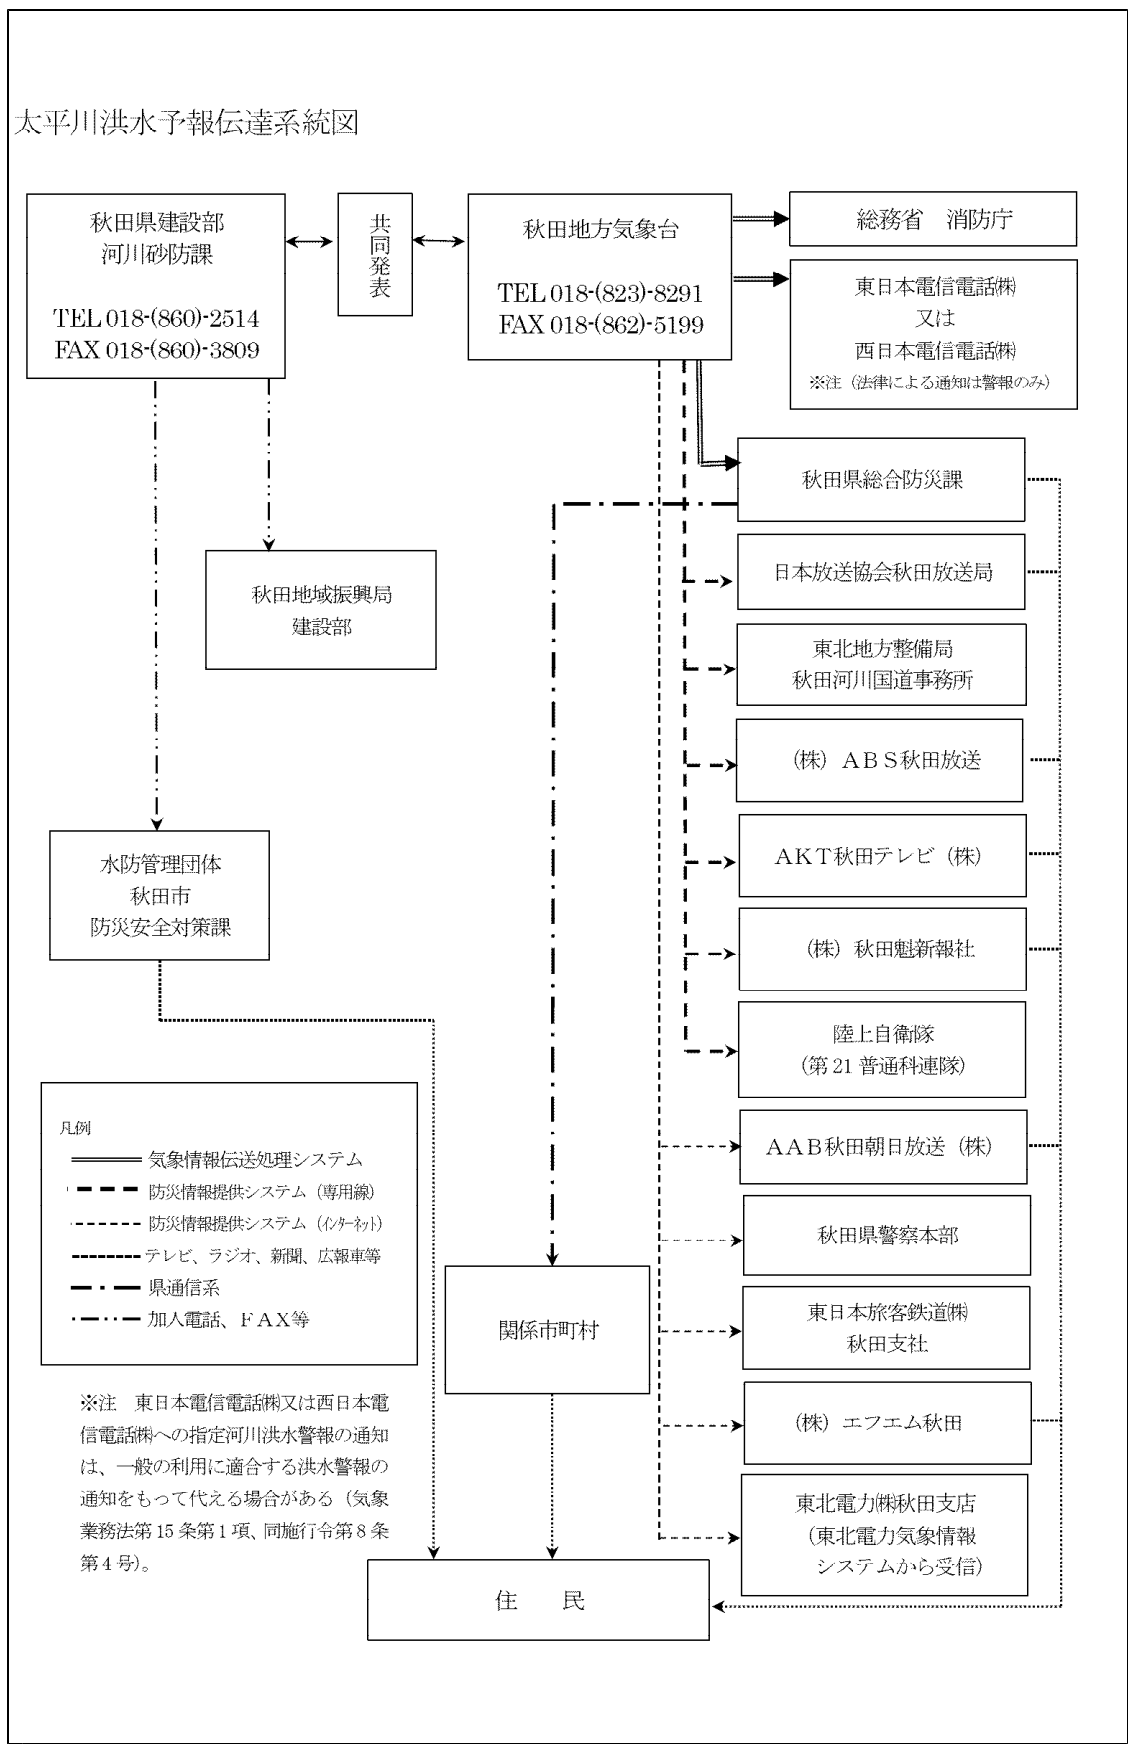 太平川洪水予報伝達系統図
秋田県建設部
河川砂防課
TEL 018-(860)-2514
FAX 018-(860)-3809
共同発表
秋田地方気象台
TEL 018-(823)-8291
FAX 018-(862)-5199
総務省　消防庁
東日本電信電話㈱
又は
西日本電信電話㈱
※注（法律による通知は警報のみ）
秋田県総合防災課
日本放送協会秋田放送局
秋田地域振興局
建設部
東北地方整備局
秋田河川国道事務所
（株）ＡＢＳ秋田放送
水防管理団体
秋田市
防災安全対策課
ＡＫＴ秋田テレビ（株）
（株）秋田魁新報社
陸上自衛隊
（第 21 普通科連隊）
ＡＡＢ秋田朝日放送（株）
秋田県警察本部
東日本旅客鉄道㈱
秋田支社
（株）エフエム秋田
東北電力㈱秋田支店
（東北電力気象情報
システムから受信）
凡例
気象情報伝送処理システム
防災情報提供システム（専用線）
防災情報提供システム（ｲﾝﾀｰﾈｯﾄ）
テレビ、ラジオ、新聞、広報車等
県通信系
加入電話、ＦＡＸ等
関係市町村
※注　東日本電信電話㈱又は西日本電
信電話㈱への指定河川洪水警報の通知
は、一般の利用に適合する洪水警報の
通知をもって代える場合がある（気象
業務法第 15 条第１項、同施行令第８条
第４号）。
住　　民